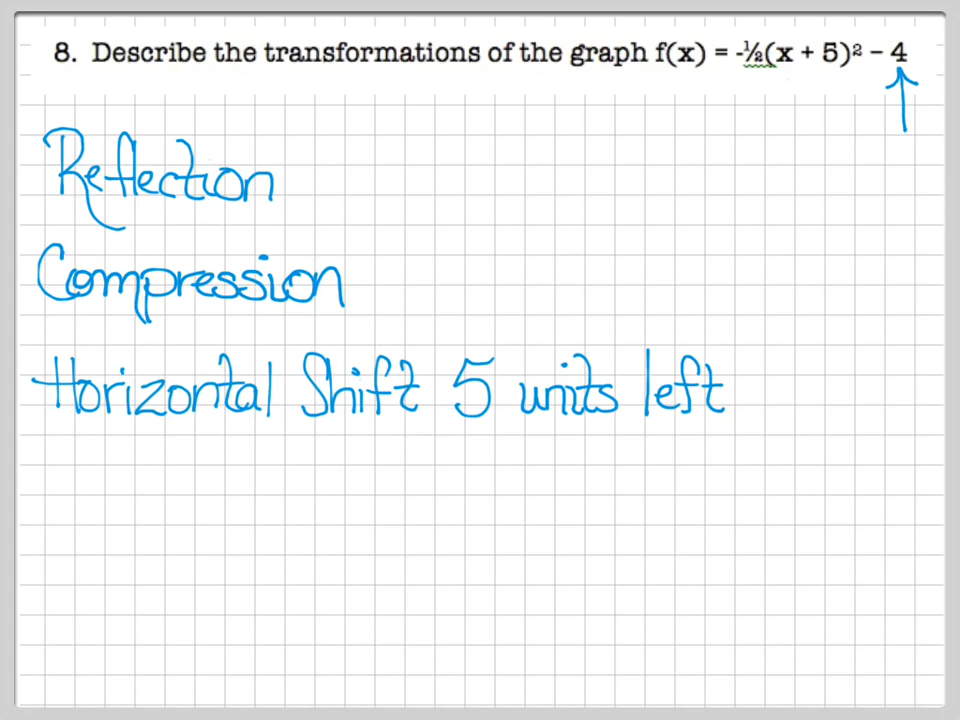 8. Describe the transformations of the graph f(x) = -½(x + 5)² – 4
Reflection
Compression
Horizontal Shift 5 units left